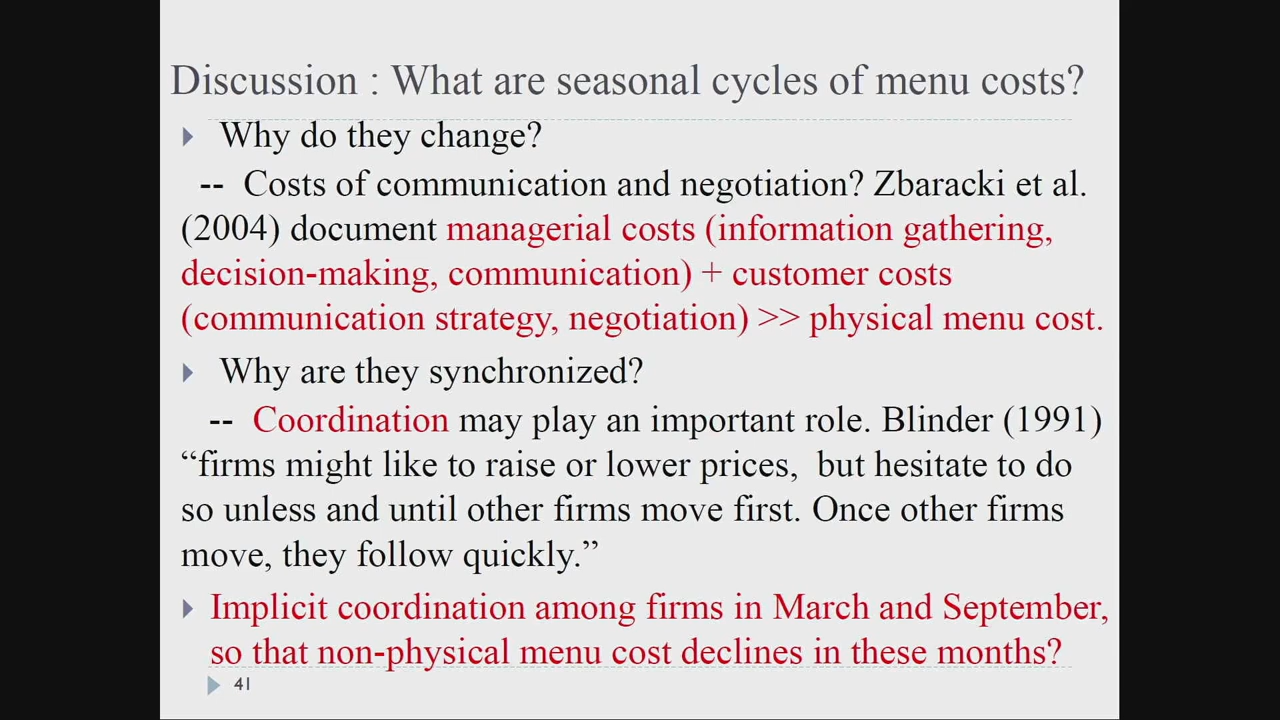 Discussion : What are seasonal cycles of menu costs?
Why do they change?
-- Costs of communication and negotiation? Zbaracki et al.
(2004) document managerial costs (information gathering,
decision-making, communication) + customer costs
(communication strategy, negotiation) >> physical menu cost.
Why are they synchronized?
-- Coordination may play an important role. Blinder (1991)
“firms might like to raise or lower prices, but hesitate to do
so unless and until other firms move first. Once other firms
move, they follow quickly.”
Implicit coordination among firms in March and September,
so that non-physical menu cost declines in these months?
41